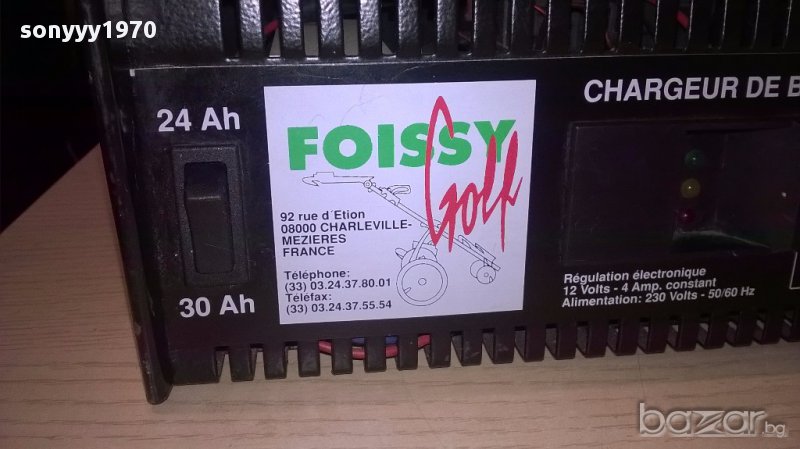 sonyyy1970
24 Ah
30 Ah
FOISSY
Golf
92 rue d'Etion
08000 CHARLEVILLE-
MEZIERES
FRANCE
Téléphone:
(33) 03.24.37.80.01
Téléfax:
(33) 03.24.37.55.54
CHARGEUR DE B
Régulation électronique
12 Volts - 4 Amp. constant
Alimentation: 230 Volts - 50/60 Hz
bazar.bg